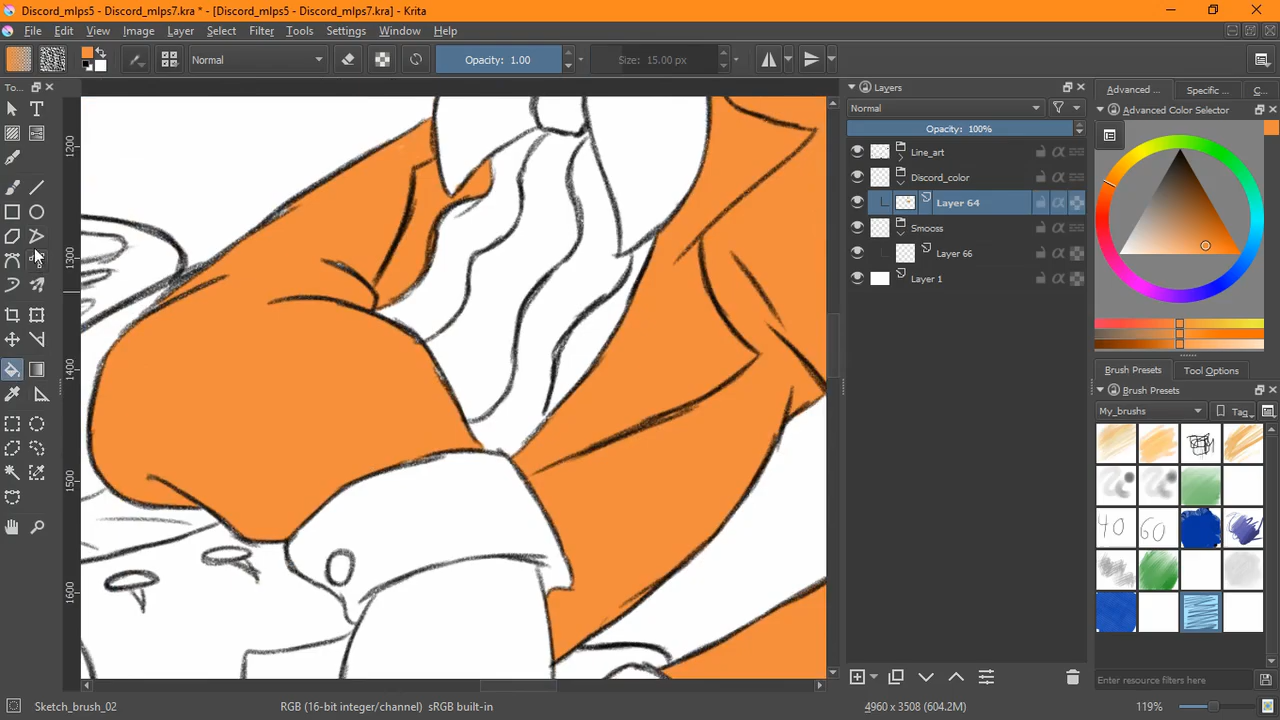 Discord_mlps5 - Discord_mlps7.kra * - [Discord_mlps5 - Discord_mlps7.kra] - Krita
File Edit View Image Layer Select Filter Tools Settings Window Help
Normal Opacity: 1.00 Size: 15.00 px
To...
Layers
Normal
Opacity: 100%
Line_art
Discord_color
Layer 64
Smooss
Layer 66
Layer 1
1200
1300
1400
1500
1600
Advanced ... Specific ... C...
Advanced Color Selector
Brush Presets Tool Options
Brush Presets
My_brushs Tag
40 60
Enter resource filters here
Sketch_brush_02 RGB (16-bit integer/channel) sRGB built-in 4960 x 3508 (604.2M) 119%